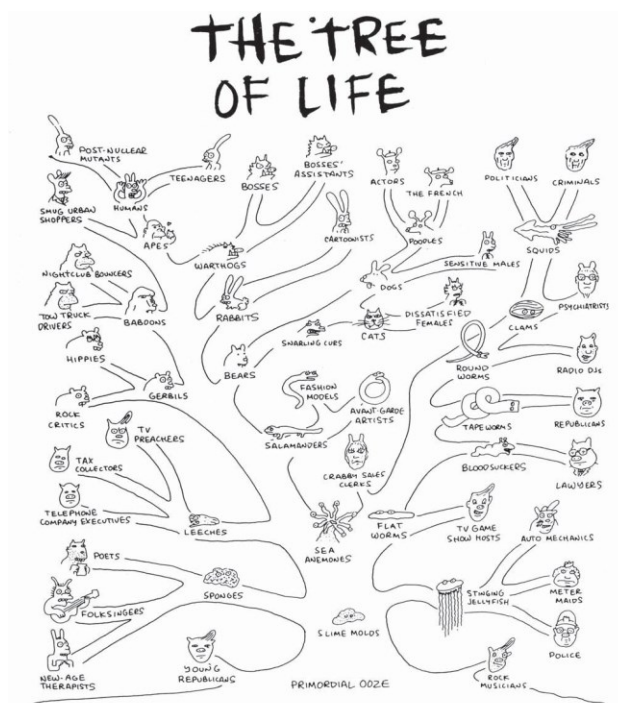 THE TREE
OF LIFE
POST-NUCLEAR
MUTANTS
TEENAGERS
BOSSES
BOSSES'
ASSISTANTS
ACTORS
THE FRENCH
POLITICIANS
CRIMINALS
SMUG URBAN
SHOPPERS
HUMANS
APES
WARTHOGS
CARTOONISTS
POODLES
SENSITIVE MALES
SQUIDS
NIGHTCLUB BOUNCERS
TOW TRUCK
DRIVERS
BABOONS
RABBITS
DOGS
DISSATISFIED
FEMALES
CLAMS
PSYCHIATRISTS
HIPPIES
BEARS
SNARLING CURS
CATS
ROUND
WORMS
RADIO DJs
ROCK
CRITICS
GERBILS
FASHION
MODELS
AVANT-GARDE
ARTISTS
TAPEWORMS
REPUBLICANS
TV
PREACHERS
SALAMANDERS
TAX
COLLECTORS
CRABBY SALES
CLERKS
BLOODSUCKERS
LAWYERS
TELEPHONE
COMPANY EXECUTIVES
LEECHES
SEA
ANEMONES
FLAT
WORMS
TV GAME
SHOW HOSTS
AUTO MECHANICS
POETS
SPONGES
STINGING
JELLYFISH
METER
MAIDS
FOLKSINGERS
SLIME MOLDS
POLICE
NEW-AGE
THERAPISTS
YOUNG
REPUBLICANS
PRIMORDIAL OOZE
ROCK
MUSICIANS